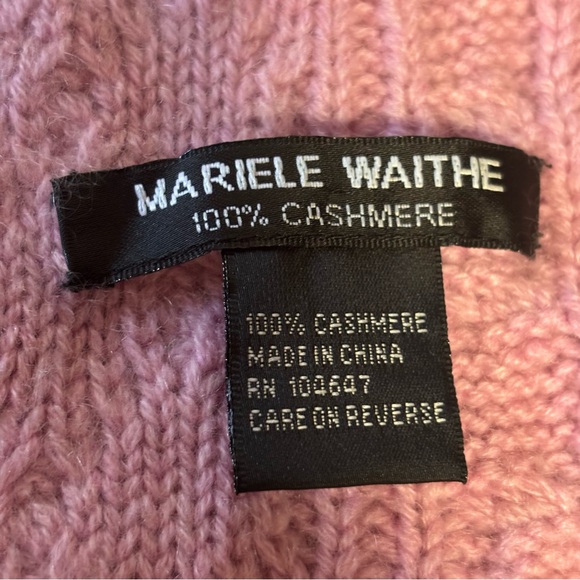 MARIELE WAITHE
100% CASHMERE
100% CASHMERE
MADE IN CHINA
RN 104647
CARE ON REVERSE